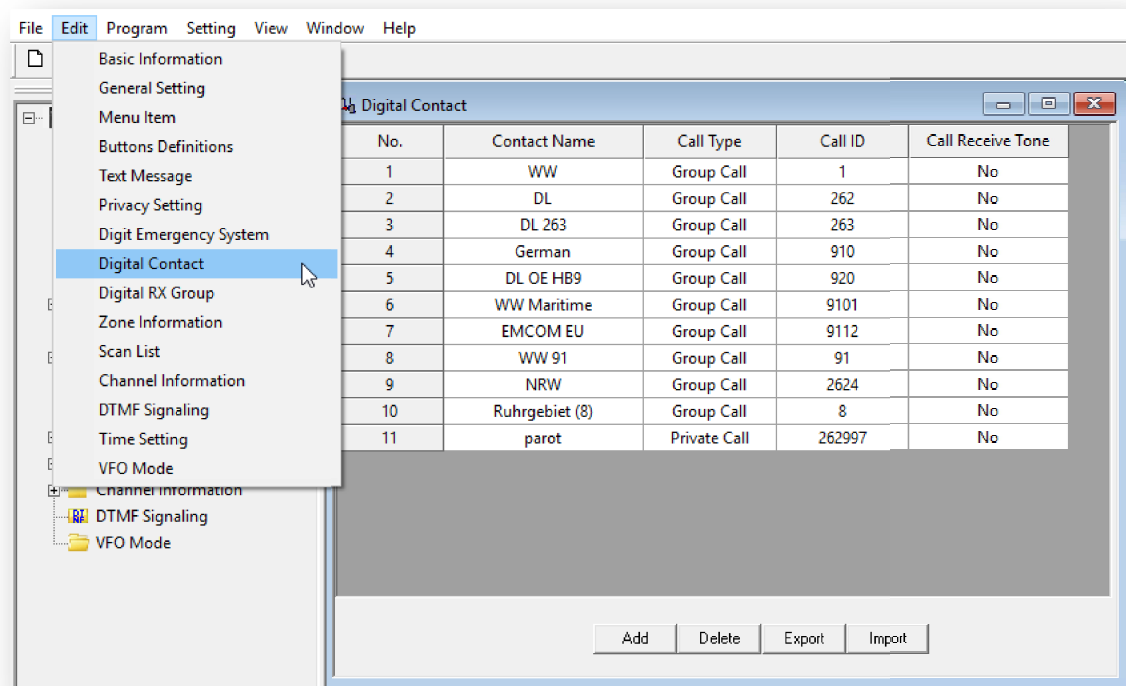 File Edit Program Setting View Window Help
Basic Information
General Setting
Menu Item
Buttons Definitions
Text Message
Privacy Setting
Digit Emergency System
Digital Contact
Digital RX Group
Zone Information
Scan List
Channel Information
DTMF Signaling
Time Setting
VFO Mode
Channel Information
DTMF Signaling
VFO Mode
Digital Contact
No. Contact Name Call Type Call ID Call Receive Tone
1 WW Group Call 1 No
2 DL Group Call 262 No
3 DL 263 Group Call 263 No
4 German Group Call 910 No
5 DL OE HB9 Group Call 920 No
6 WW Maritime Group Call 9101 No
7 EMCOM EU Group Call 9112 No
8 WW 91 Group Call 91 No
9 NRW Group Call 2624 No
10 Ruhrgebiet (8) Group Call 8 No
11 parot Private Call 262997 No
Add Delete Export Import